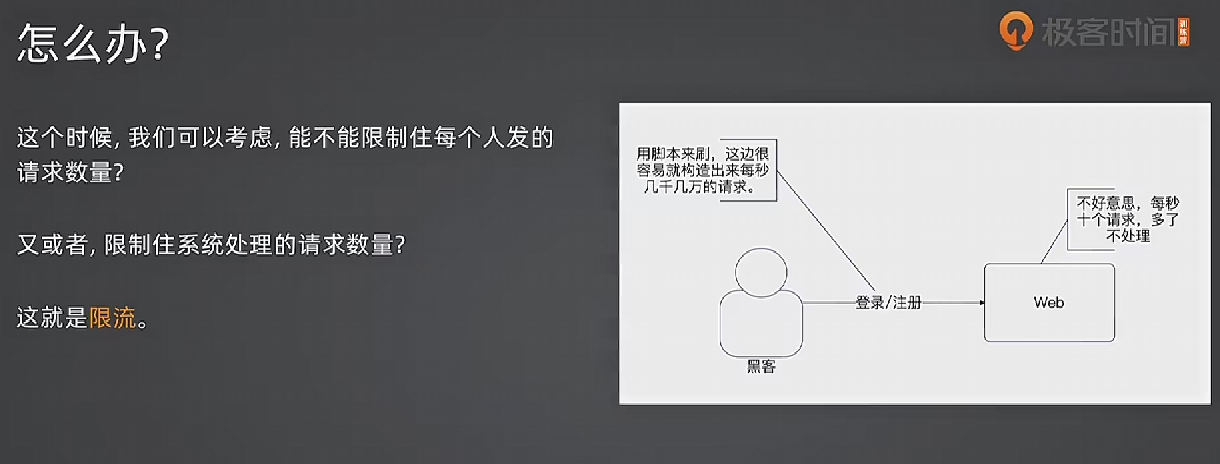 怎么办?
极客时间
训练营
这个时候, 我们可以考虑, 能不能限制住每个人发的
请求数量?
又或者, 限制住系统处理的请求数量?
这就是限流。
用脚本来刷，这边很
容易就构造出来每秒
几千几万的请求。
不好意思，每秒
十个请求，多了
不处理
登录/注册
Web
黑客